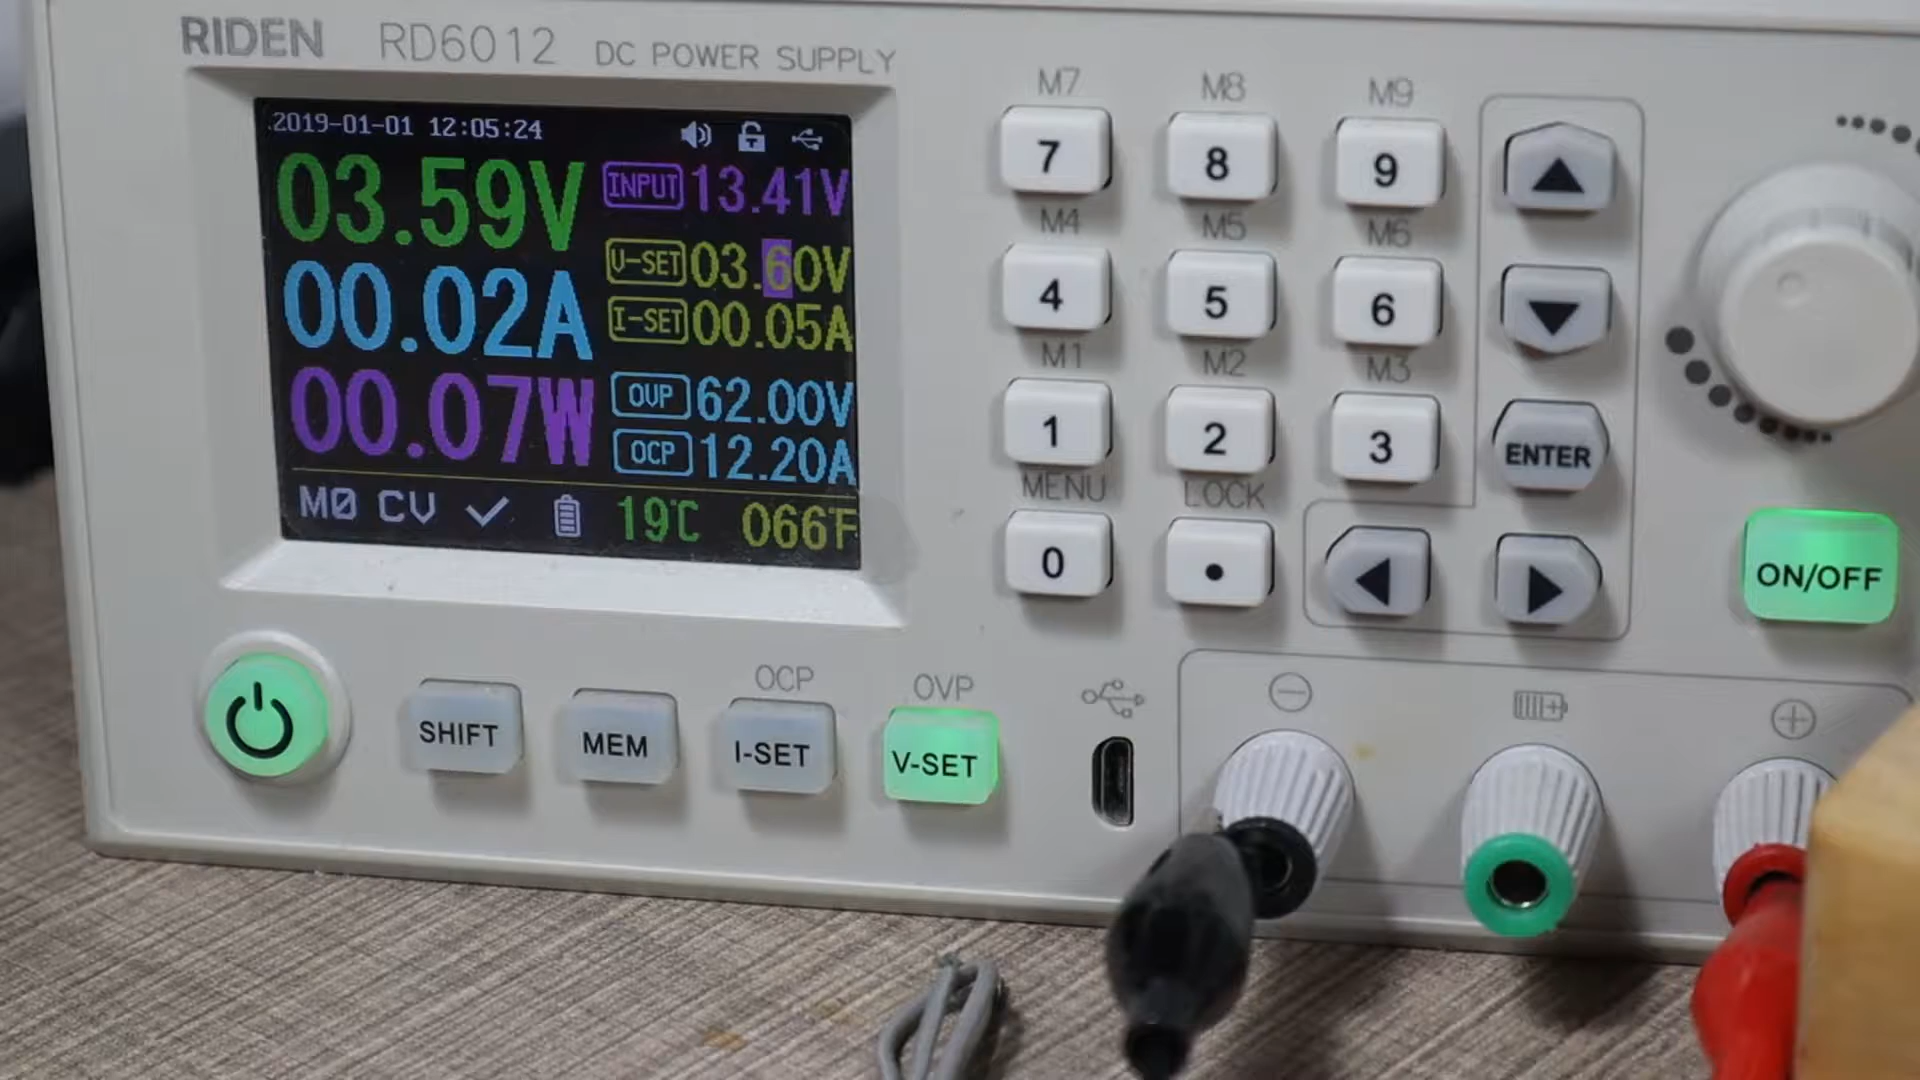 RIDEN RD6012 DC POWER SUPPLY
2019-01-01 12:05:24
03.59V
INPUT 13.41V
V-SET 03.60V
00.02A
I-SET 00.05A
00.07W
OVP 62.00V
OCP 12.20A
M0 CV 19℃ 066℉
M7 M8 M9
7 8 9
M4 M5 M6
4 5 6
M1 M2 M3
1 2 3
ENTER
MENU LOCK
0 .
ON/OFF
OCP OVP
SHIFT MEM I-SET V-SET